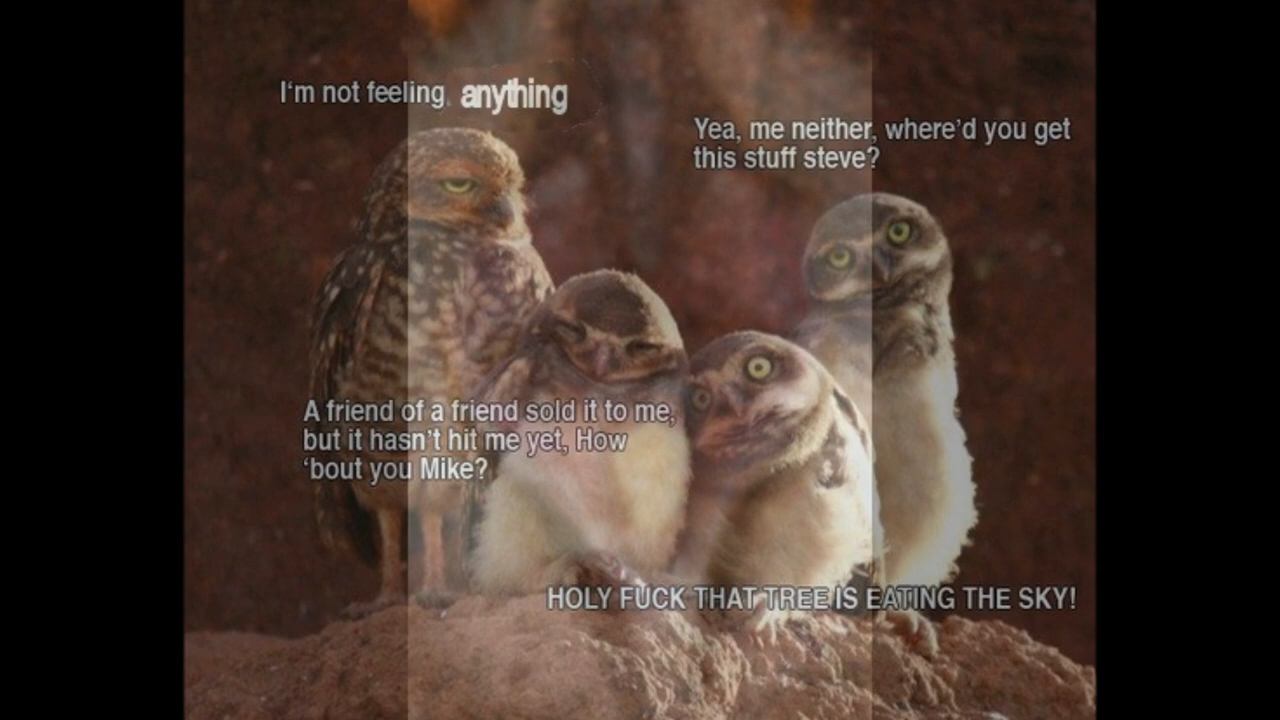 I'm not feeling, anything
Yea, me neither, where'd you get
this stuff steve?
A friend of a friend sold it to me,
but it hasn't hit me yet, How
'bout you Mike?
HOLY FUCK THAT TREE IS EATING THE SKY!